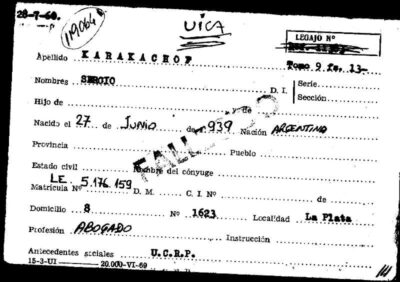 28-7-60. 119064 UICA LEGAJO Nº
Apellido KARAKACHOF Tomo 9 fs. 13-
Nombres SERGIO D. I. Serie
Sección
Hijo de y de
Nacido el 27 de JUNIO de 1939 Nación ARGENTINO
Provincia Pueblo
FALLECIDO
Estado civil Nombre del cónyuge
LE. Matrícula Nº 5.176.159 D. M. C. I. Nº de
Domicilio 8 Nº 1623 Localidad La Plata
Profesión ABOGADO Instrucción
Antecedentes sociales U.C.R.P.
15-3-UI — 20.000-VI-60